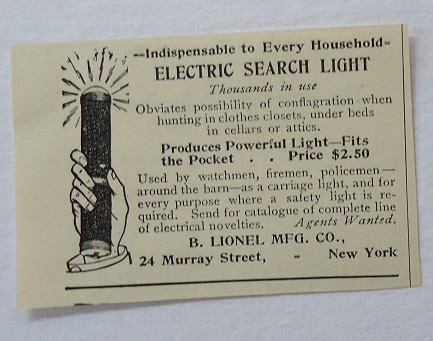 --Indispensable to Every Household-
ELECTRIC SEARCH LIGHT
Thousands in use
Obviates possibility of conflagration when
hunting in clothes closets, under beds
in cellars or attics.
Produces Powerful Light—Fits
the Pocket . . Price $2.50
Used by watchmen, firemen, policemen—
around the barn—as a carriage light, and for
every purpose where a safety light is re-
quired. Send for catalogue of complete line
of electrical novelties. Agents Wanted.
B. LIONEL MFG. CO.,
24 Murray Street, - New York